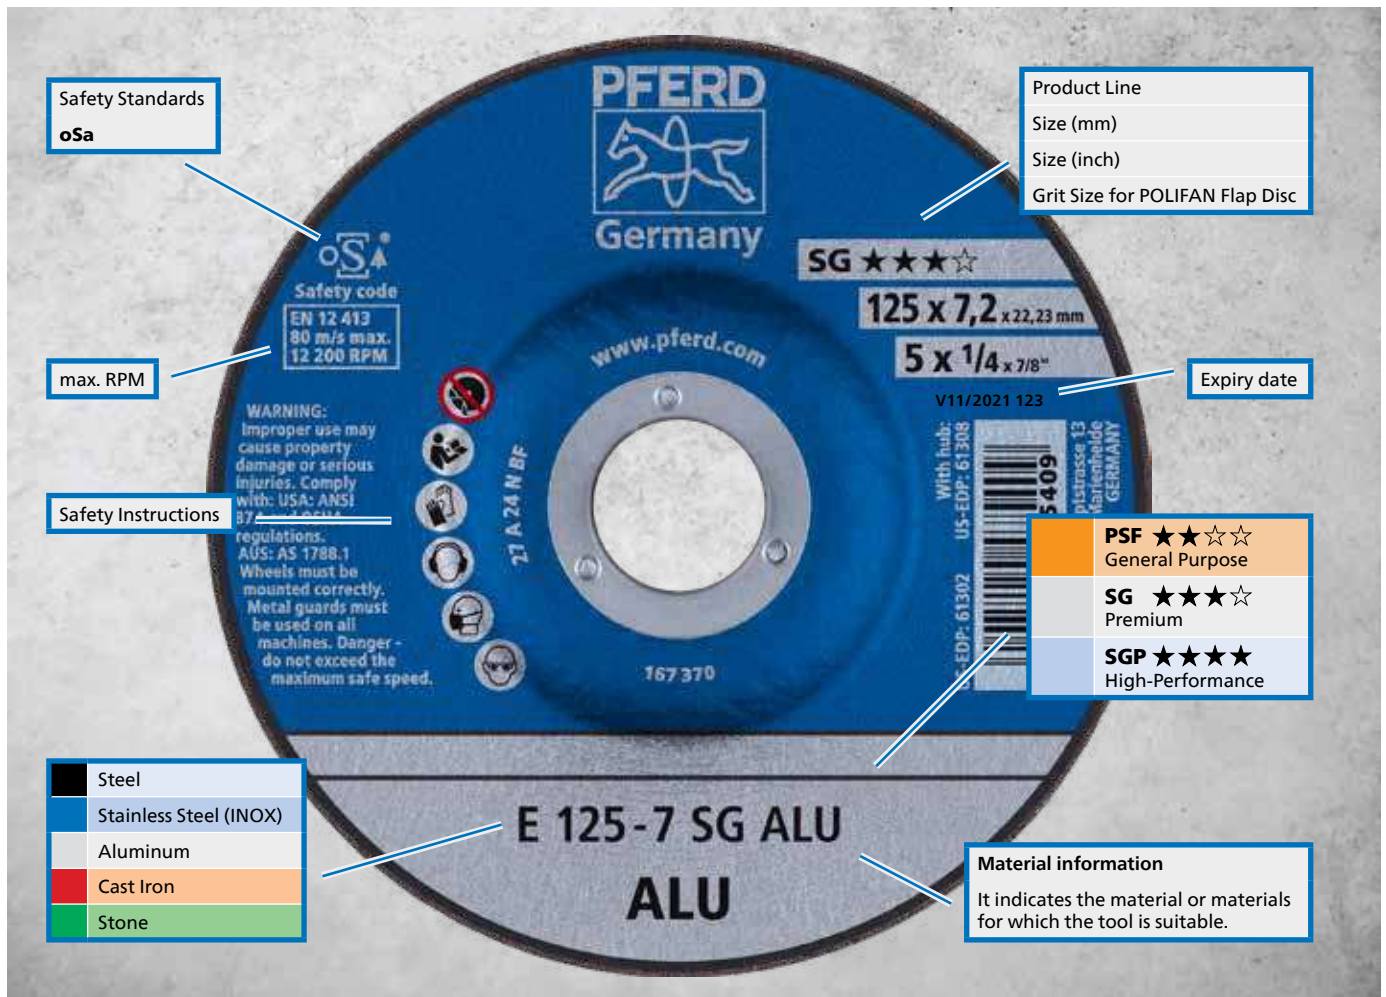 Safety Standards
oSa
PFERD
Germany
Product Line
Size (mm)
Size (inch)
Grit Size for POLIFAN Flap Disc
oSa
Safety code
EN 12 413
80 m/s max.
12 200 RPM
SG ★★★☆
125 x 7,2 x 22,23 mm
5 x 1/4 x 7/8"
V11/2021 123
www.pferd.com
max. RPM
Expiry date
WARNING:
Improper use may
cause property
damage or serious
injuries. Comply
with: USA: ANSI
regulations.
AUS: AS 1788.1
Wheels must be
mounted correctly.
Metal guards must
be used on all
machines. Danger -
do not exceed the
maximum safe speed.
Safety Instructions
27 A 24 N BF
167 370
With hub:
US-EDP: 61308
EDP: 61302
5409
13
Marienheide
GERMANY
PSF ★★☆☆
General Purpose
SG ★★★☆
Premium
SGP ★★★★
High-Performance
Steel
Stainless Steel (INOX)
Aluminum
Cast Iron
Stone
E 125-7 SG ALU
ALU
Material information
It indicates the material or materials
for which the tool is suitable.